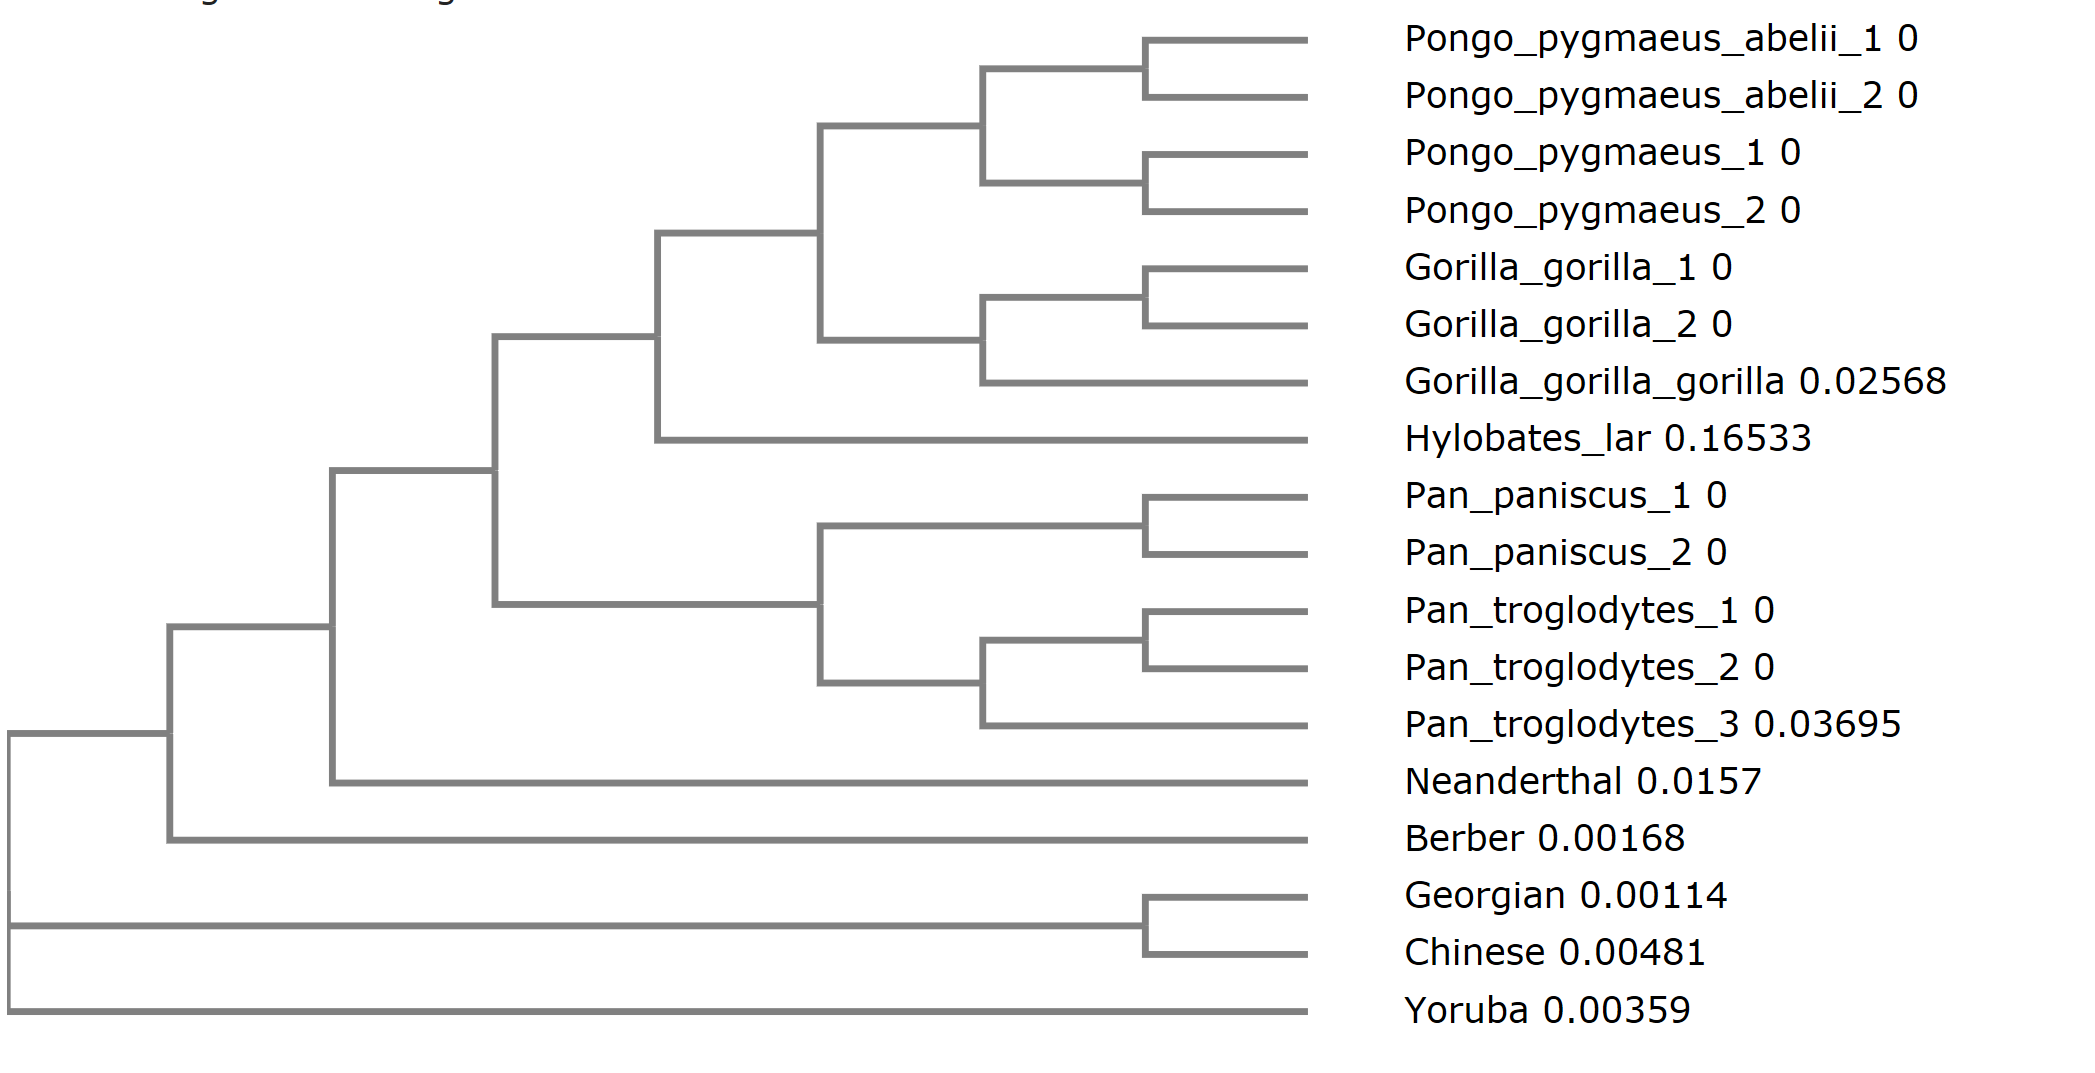 Pongo_pygmaeus_abelii_1 0
Pongo_pygmaeus_abelii_2 0
Pongo_pygmaeus_1 0
Pongo_pygmaeus_2 0
Gorilla_gorilla_1 0
Gorilla_gorilla_2 0
Gorilla_gorilla_gorilla 0.02568
Hylobates_lar 0.16533
Pan_paniscus_1 0
Pan_paniscus_2 0
Pan_troglodytes_1 0
Pan_troglodytes_2 0
Pan_troglodytes_3 0.03695
Neanderthal 0.0157
Berber 0.00168
Georgian 0.00114
Chinese 0.00481
Yoruba 0.00359